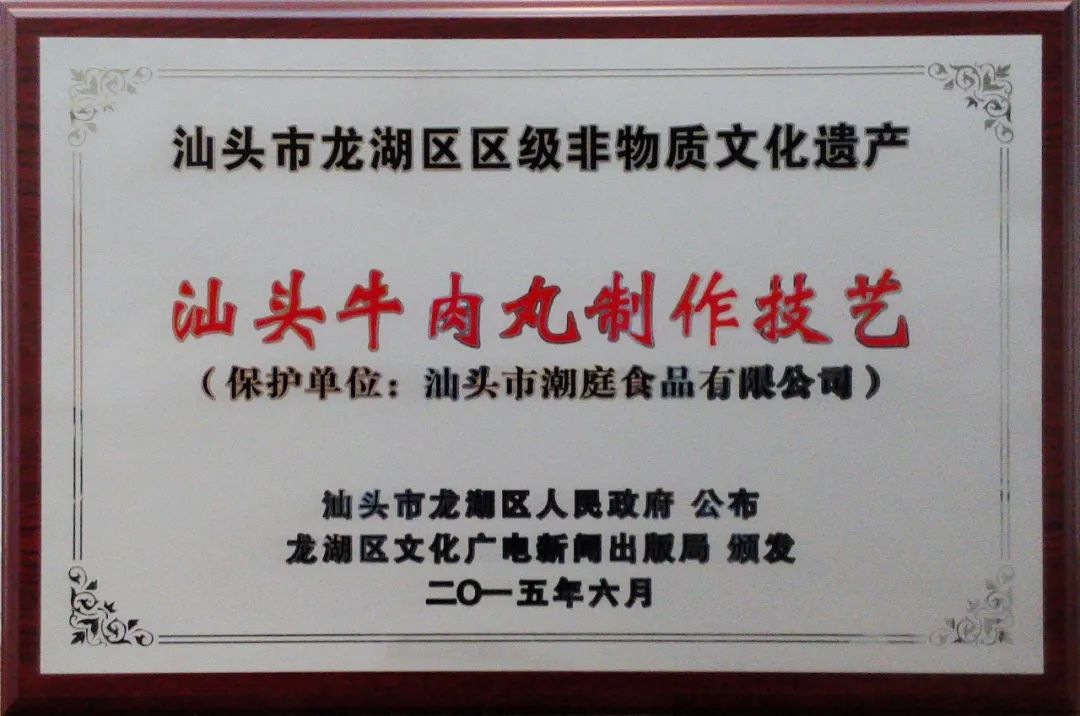 汕头市龙湖区区级非物质文化遗产
汕头牛肉丸制作技艺
（保护单位：汕头市潮庭食品有限公司）
汕头市龙湖区人民政府 公布
龙湖区文化广电新闻出版局 颁发
二〇一五年六月